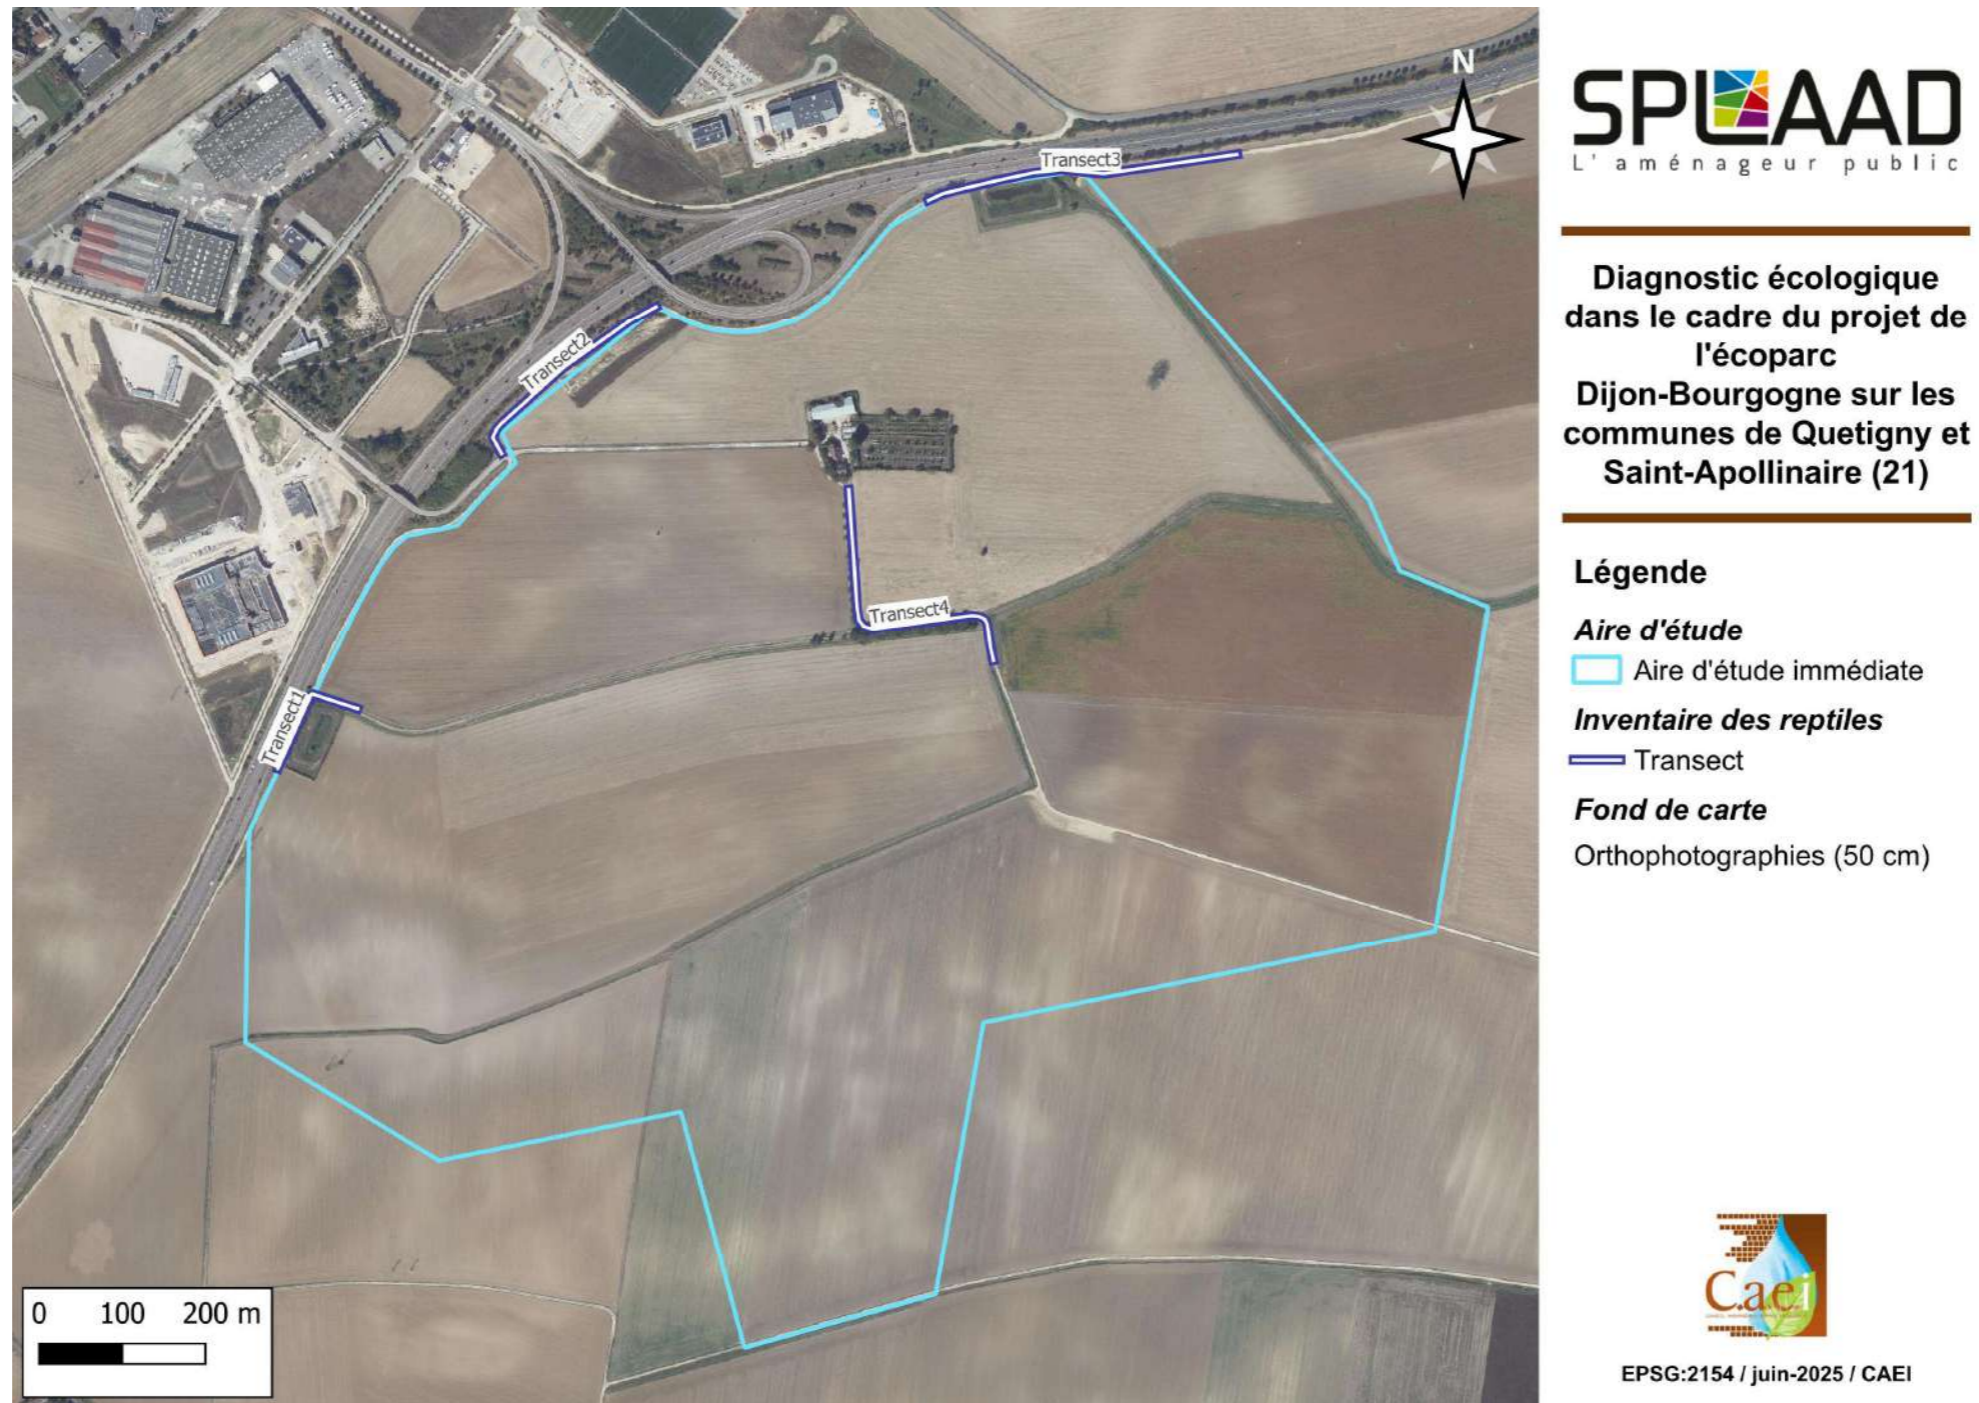 N
Transect3
Transect2
Transect4
Transect1
0 100 200 m
SPLAAD
L'aménageur public
Diagnostic écologique
dans le cadre du projet de
l'écoparc
Dijon-Bourgogne sur les
communes de Quetigny et
Saint-Apollinaire (21)
Légende
Aire d'étude
Aire d'étude immédiate
Inventaire des reptiles
Transect
Fond de carte
Orthophotographies (50 cm)
C.a.e.i
EPSG:2154 / juin-2025 / CAEI